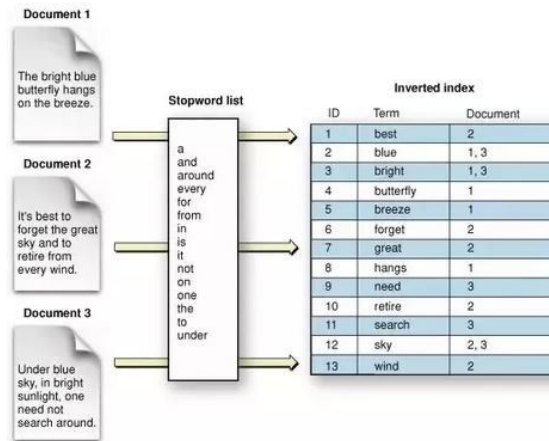 Document 1
The bright blue
butterfly hangs
on the breeze.
Document 2
It's best to
forget the great
sky and to
retire from
every wind.
Document 3
Under blue
sky, in bright
sunlight, one
need not
search around.
Stopword list
a
and
around
every
for
from
in
is
it
not
on
one
the
to
under
Inverted index
ID Term Document
1 best 2
2 blue 1, 3
3 bright 1, 3
4 butterfly 1
5 breeze 1
6 forget 2
7 great 2
8 hangs 1
9 need 3
10 retire 2
11 search 3
12 sky 2, 3
13 wind 2